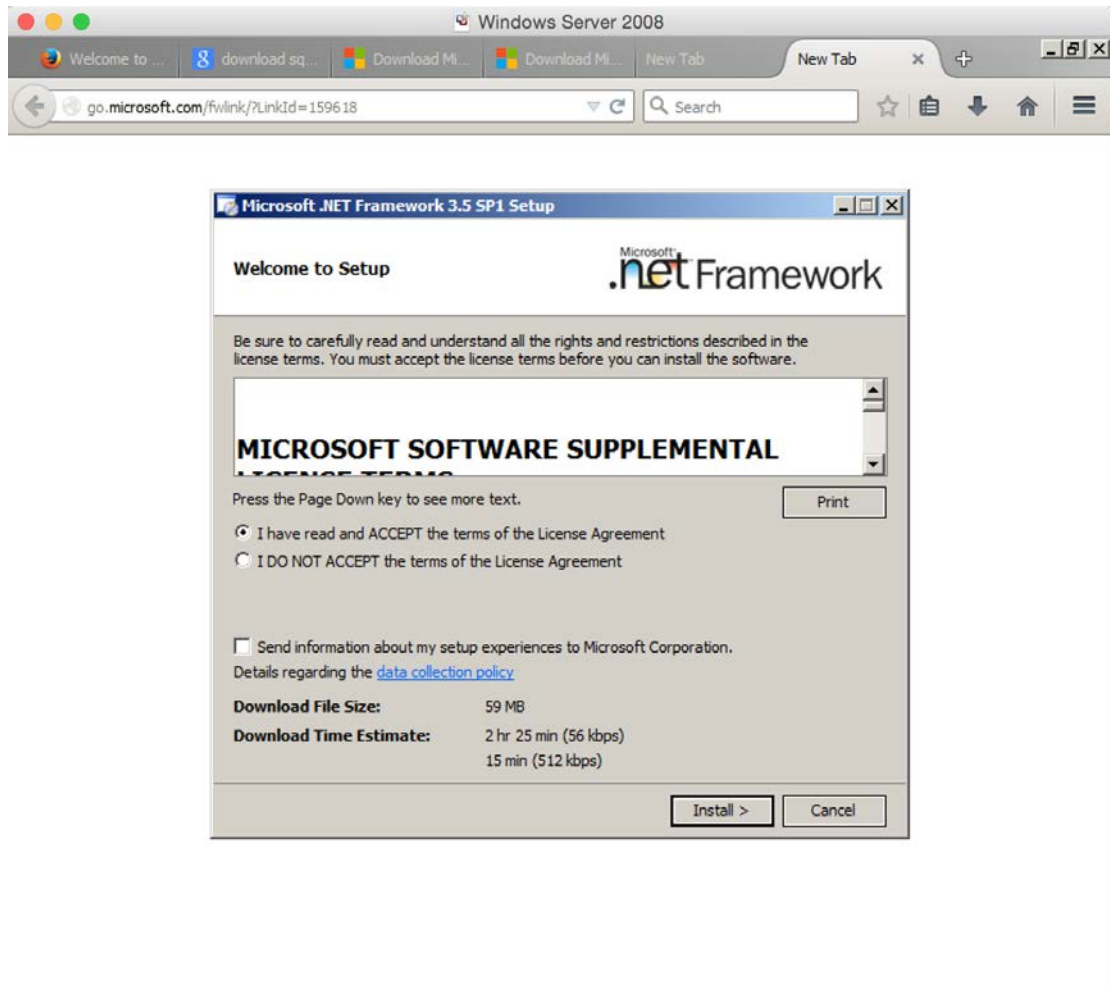 Windows Server 2008
Welcome to ...
download sq...
Download Mi...
Download Mi...
New Tab
New Tab
go.microsoft.com/fwlink/?LinkId=159618
Search
Microsoft .NET Framework 3.5 SP1 Setup
Welcome to Setup
Microsoft
.net Framework
Be sure to carefully read and understand all the rights and restrictions described in the
license terms. You must accept the license terms before you can install the software.
MICROSOFT SOFTWARE SUPPLEMENTAL
LICENSE TERMS
Press the Page Down key to see more text.
Print
I have read and ACCEPT the terms of the License Agreement
I DO NOT ACCEPT the terms of the License Agreement
Send information about my setup experiences to Microsoft Corporation.
Details regarding the data collection policy
Download File Size: 59 MB
Download Time Estimate: 2 hr 25 min (56 kbps)
15 min (512 kbps)
Install >
Cancel